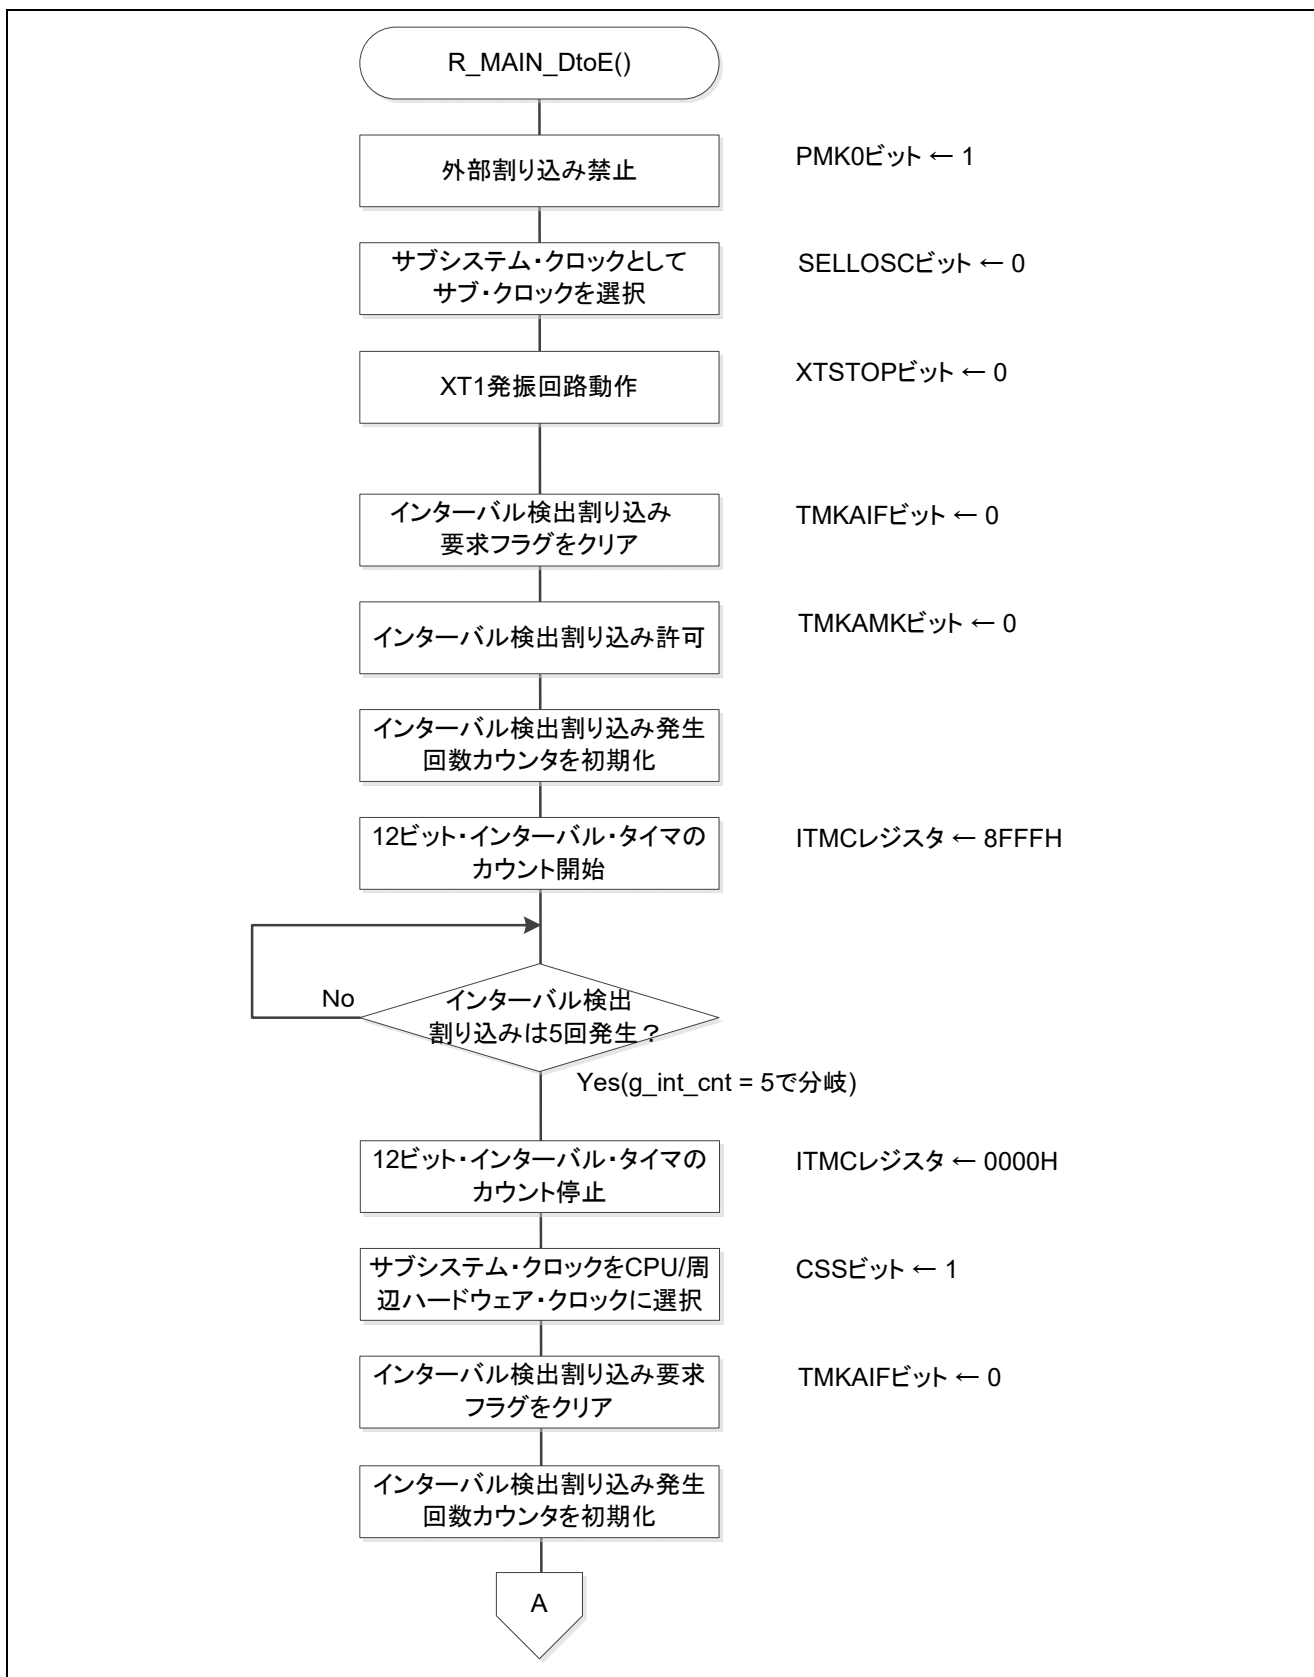 R_MAIN_DtoE()
外部割り込み禁止
PMK0ビット ← 1
サブシステム・クロックとして
サブ・クロックを選択
SELLOSCビット ← 0
XT1発振回路動作
XTSTOPビット ← 0
インターバル検出割り込み
要求フラグをクリア
TMKAIFビット ← 0
インターバル検出割り込み許可
TMKAMKビット ← 0
インターバル検出割り込み発生
回数カウンタを初期化
12ビット・インターバル・タイマの
カウント開始
ITMCレジスタ ← 8FFFH
No
インターバル検出
割り込みは5回発生？
Yes(g_int_cnt = 5で分岐)
12ビット・インターバル・タイマの
カウント停止
ITMCレジスタ ← 0000H
サブシステム・クロックをCPU/周
辺ハードウェア・クロックに選択
CSSビット ← 1
インターバル検出割り込み要求
フラグをクリア
TMKAIFビット ← 0
インターバル検出割り込み発生
回数カウンタを初期化
A